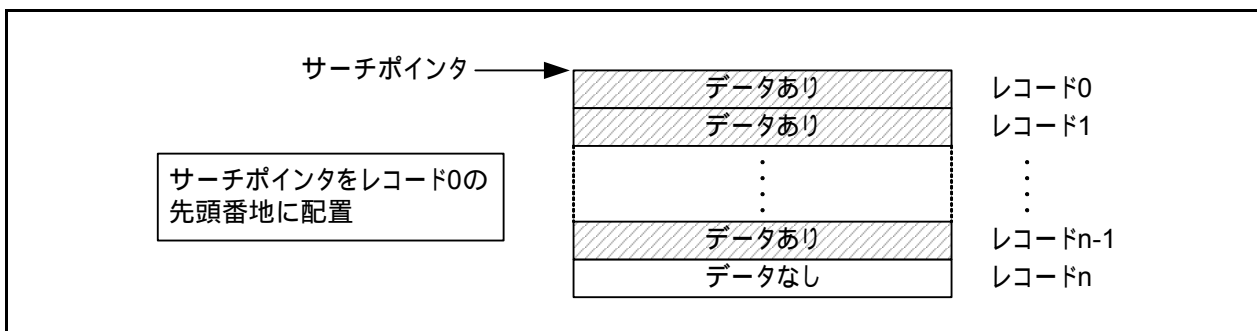 サーチポインタ
データあり レコード0
データあり レコード1
サーチポインタをレコード0の
先頭番地に配置
データあり レコードn-1
データなし レコードn